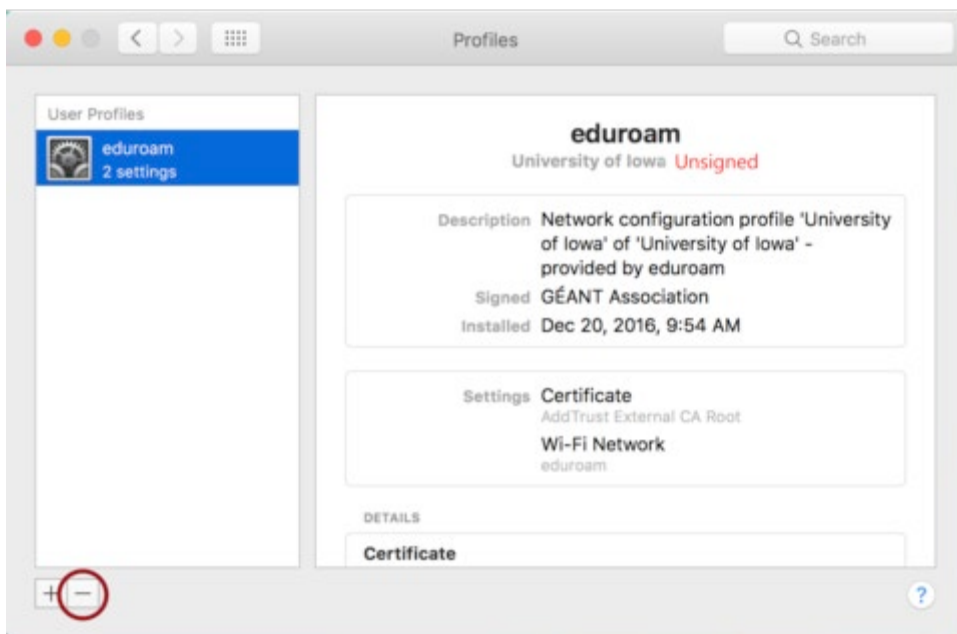 Profiles
Search
User Profiles
eduroam
2 settings
eduroam
University of Iowa Unsigned
Description Network configuration profile 'University
of Iowa' of 'University of Iowa' -
provided by eduroam
Signed GÉANT Association
Installed Dec 20, 2016, 9:54 AM
Settings Certificate
AddTrust External CA Root
Wi-Fi Network
eduroam
DETAILS
Certificate
+ −
?